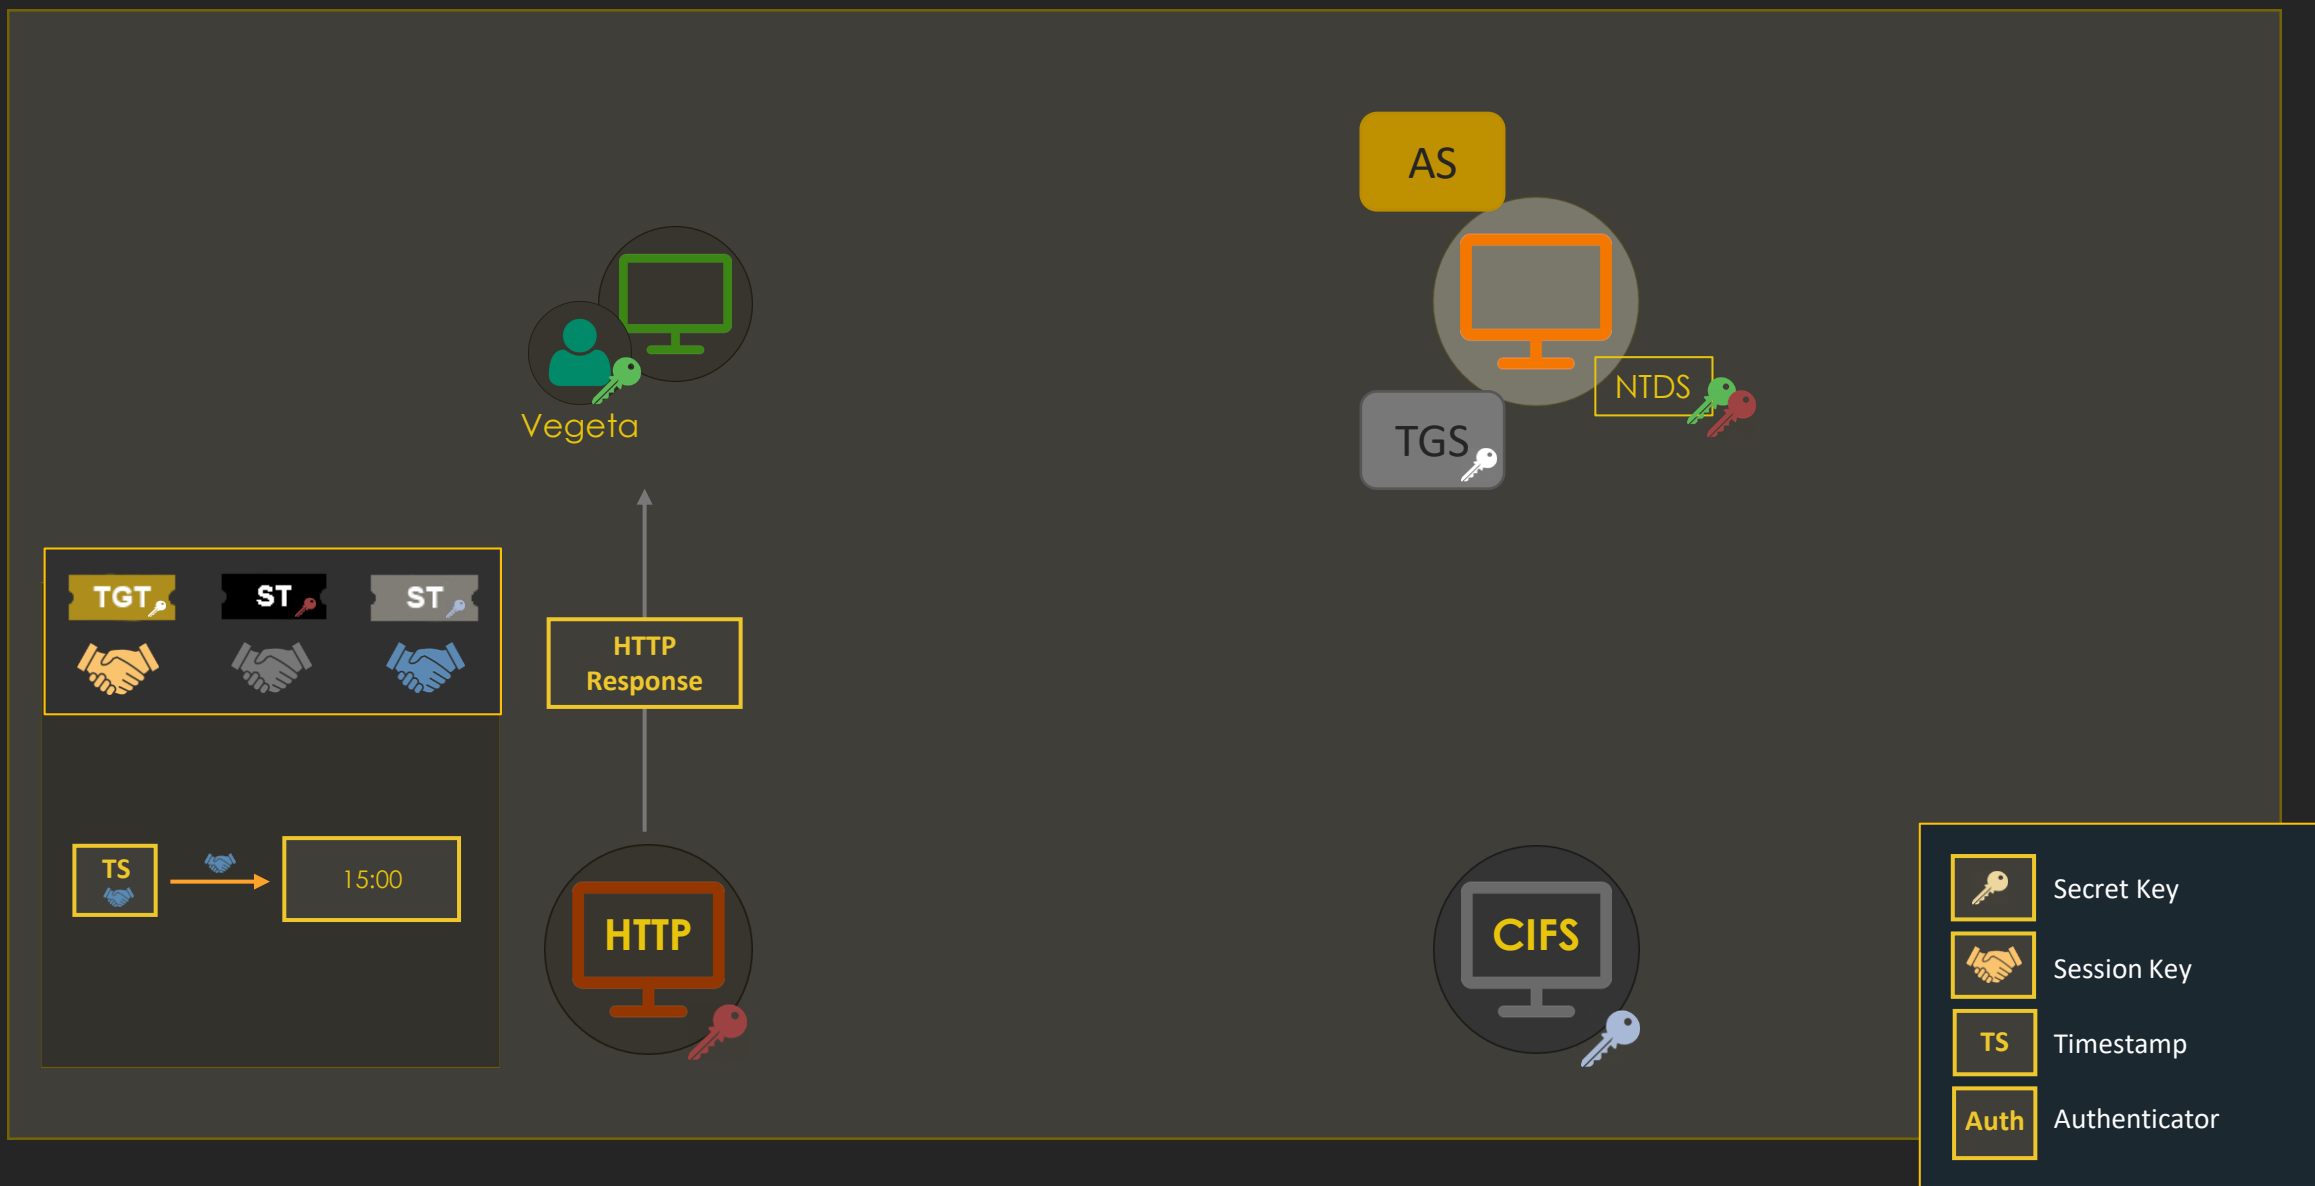 AS
NTDS
TGS
Vegeta
TGT
ST
ST
HTTP
Response
TS
15:00
HTTP
CIFS
Secret Key
Session Key
TS
Timestamp
Auth
Authenticator